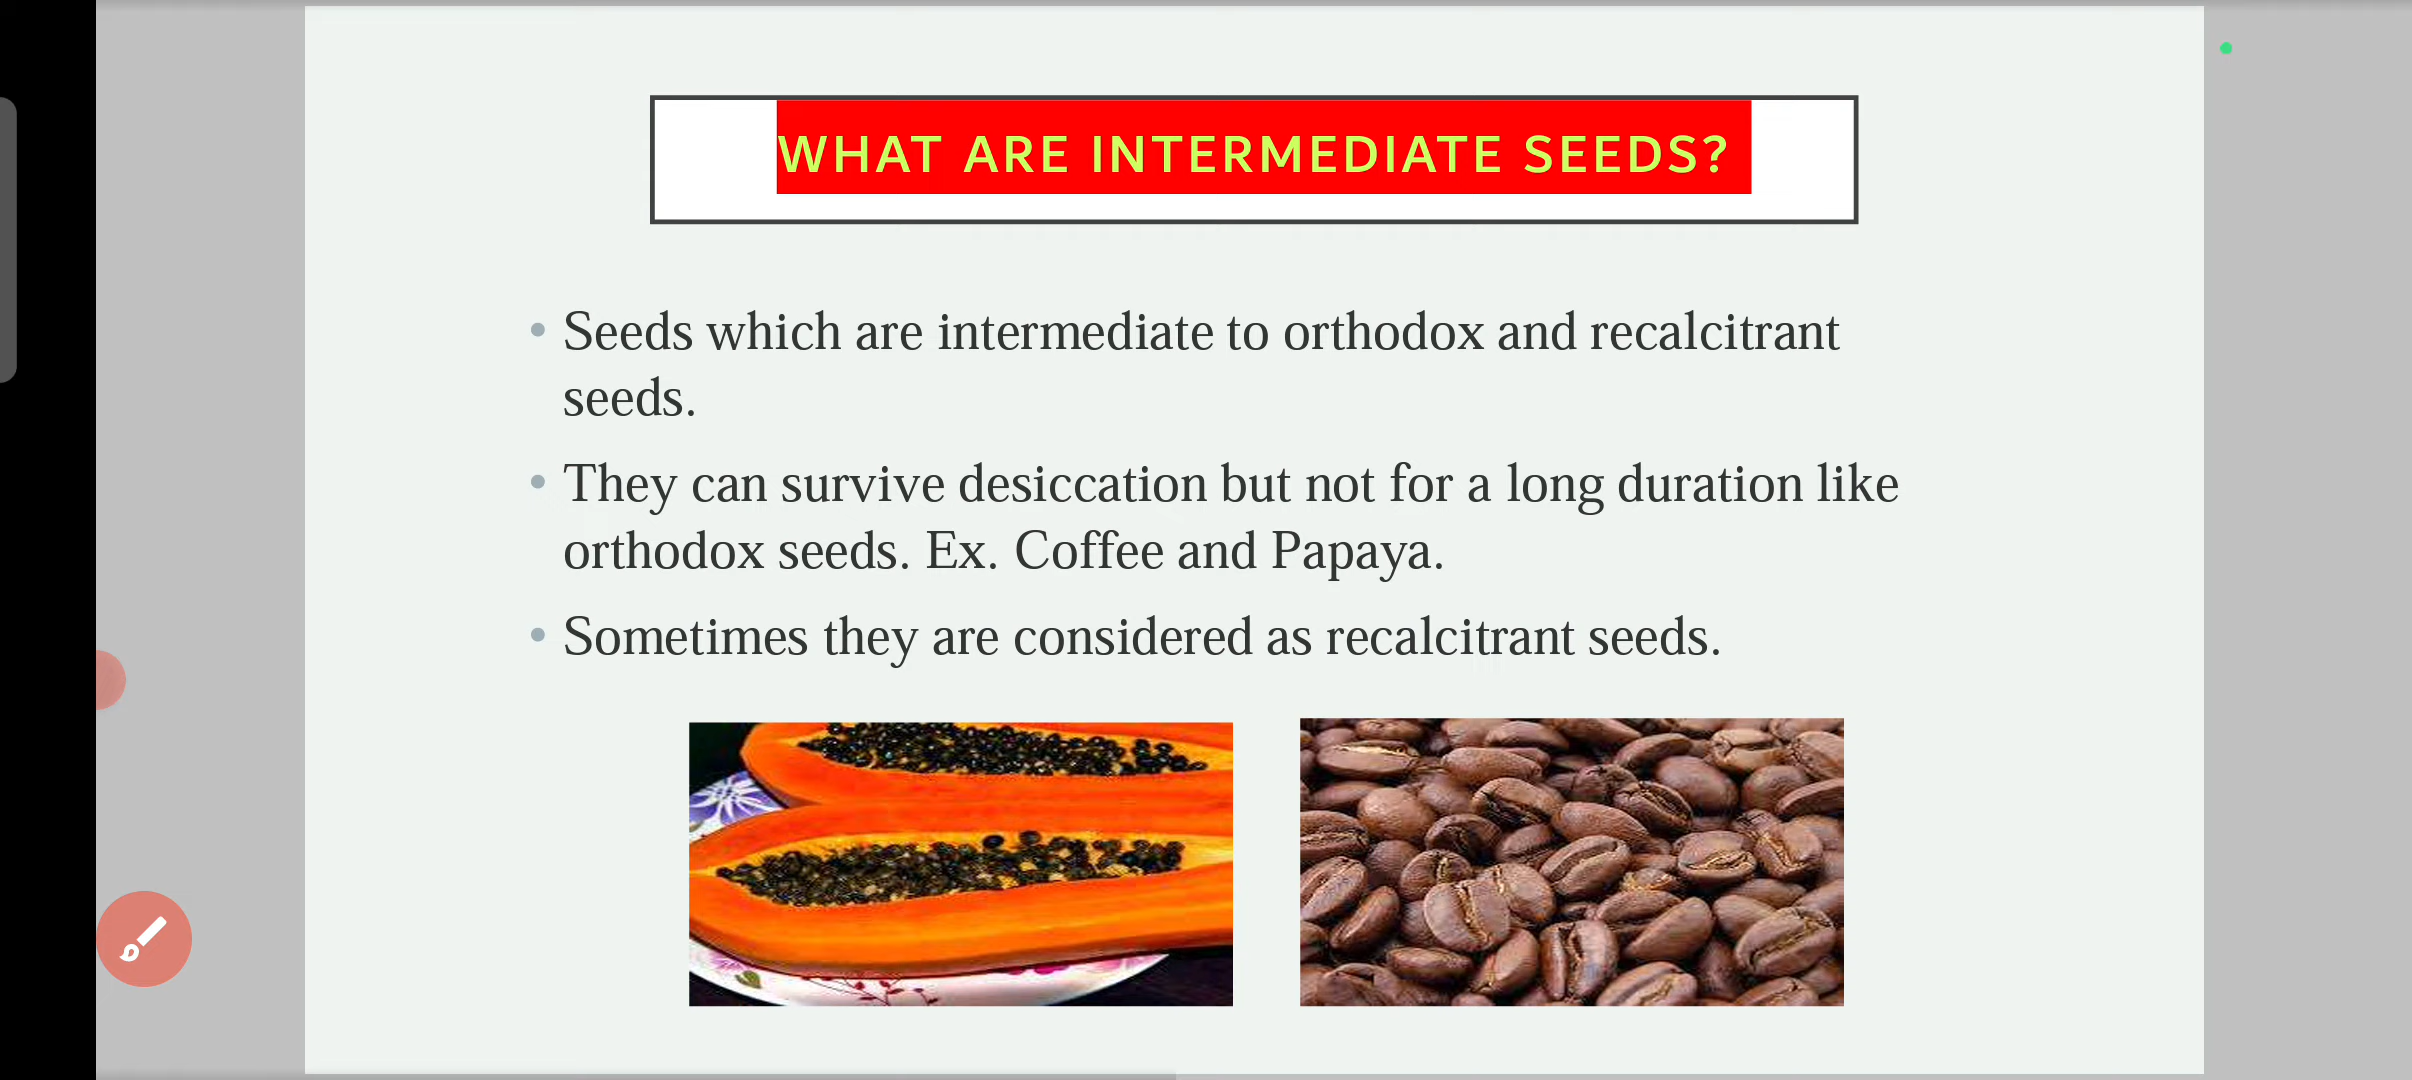 WHAT ARE INTERMEDIATE SEEDS?
• Seeds which are intermediate to orthodox and recalcitrant
seeds.
• They can survive desiccation but not for a long duration like
orthodox seeds. Ex. Coffee and Papaya.
• Sometimes they are considered as recalcitrant seeds.